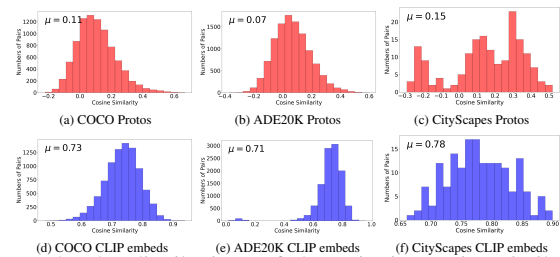 μ = 0.11
Numbers of Pairs
1200
1000
800
600
400
200
0
−0.2 0.0 0.2 0.4 0.6
Cosine Similarity
(a) COCO Protos
μ = 0.07
Numbers of Pairs
1750
1500
1250
1000
750
500
250
0
−0.4 −0.2 0.0 0.2 0.4 0.6
Cosine Similarity
(b) ADE20K Protos
μ = 0.15
Numbers of Pairs
20
15
10
5
0
−0.3 −0.2 −0.1 0.0 0.1 0.2 0.3 0.4 0.5
Cosine Similarity
(c) CityScapes Protos
μ = 0.73
Numbers of Pairs
1250
1000
750
500
250
0
0.5 0.6 0.7 0.8 0.9
Cosine Similarity
(d) COCO CLIP embeds
μ = 0.71
Numbers of Pairs
3000
2500
2000
1500
1000
500
0
0.0 0.2 0.4 0.6 0.8 1.0
Cosine Similarity
(e) ADE20K CLIP embeds
μ = 0.78
Numbers of Pairs
15
10
5
0
0.65 0.70 0.75 0.80 0.85 0.90
Cosine Similarity
(f) CityScapes CLIP embeds